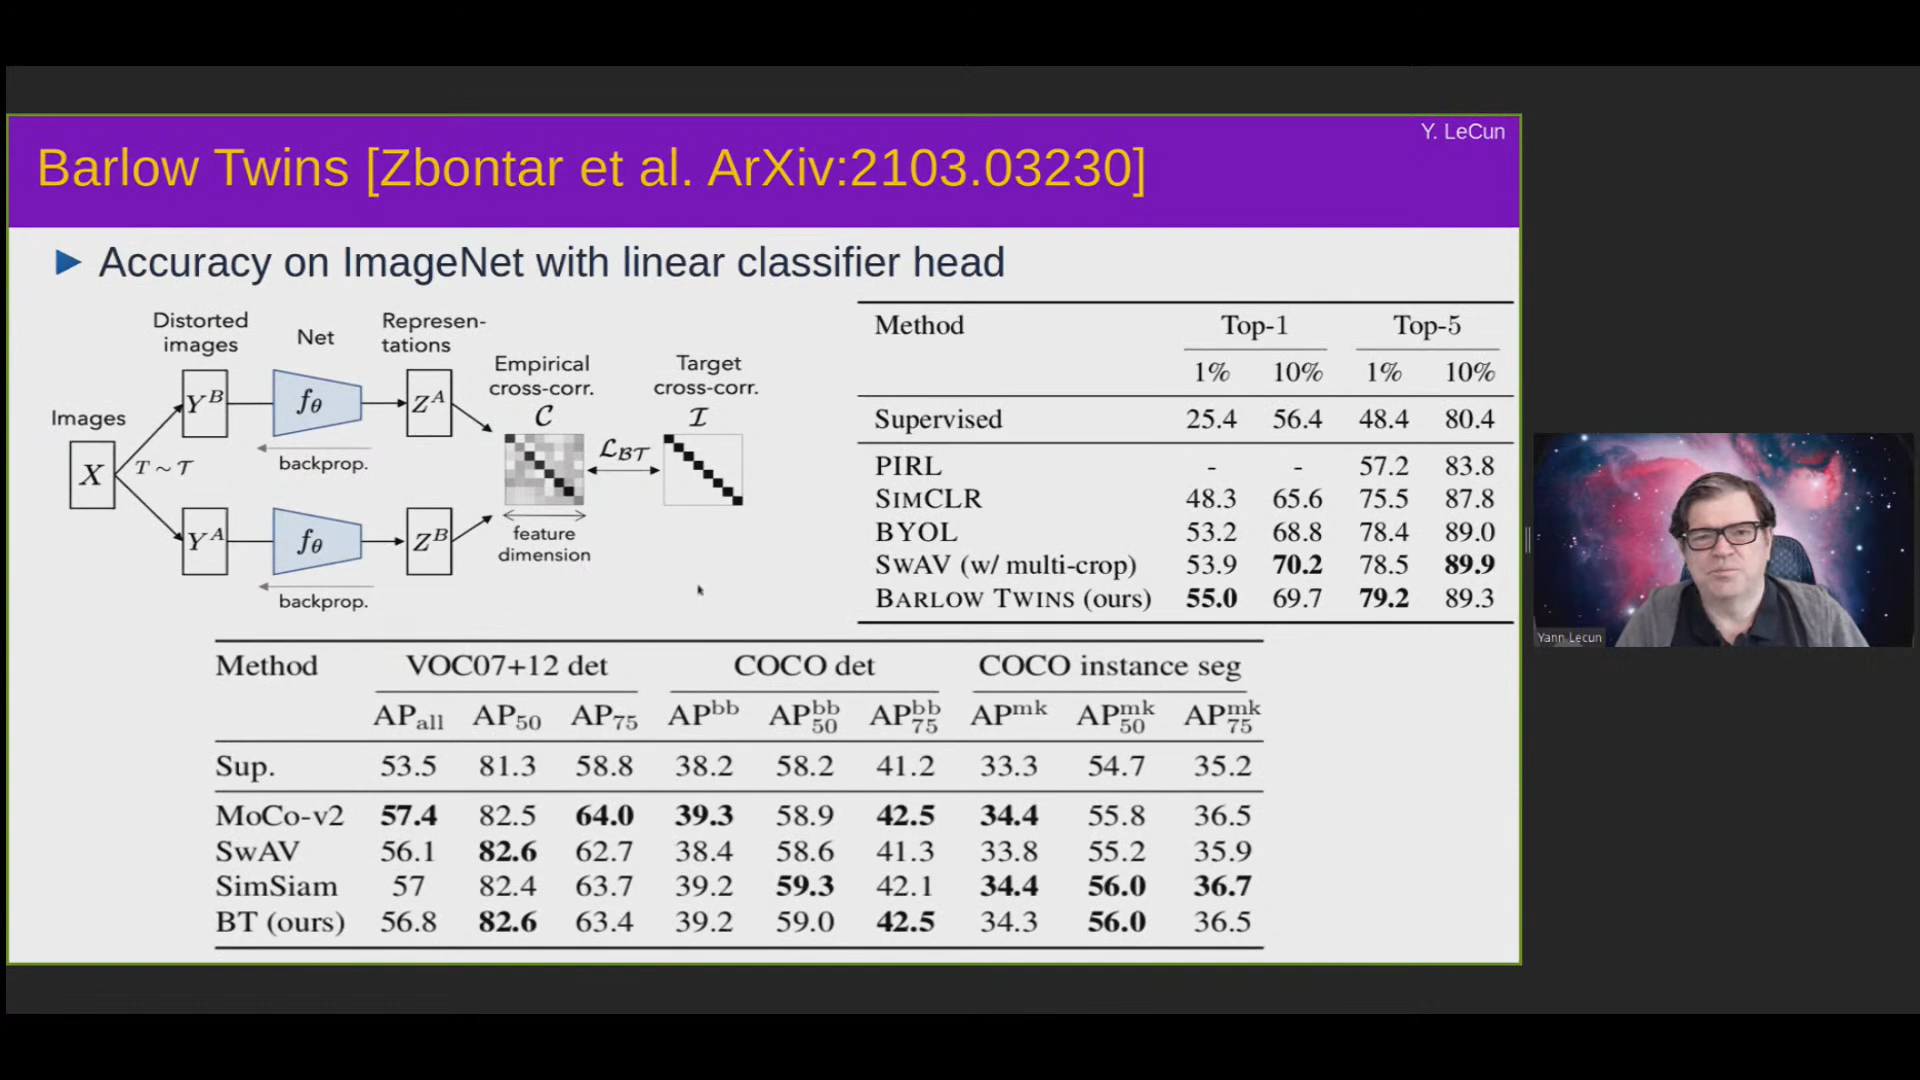 Y. LeCun
Barlow Twins [Zbontar et al. ArXiv:2103.03230]
► Accuracy on ImageNet with linear classifier head
Distorted
images
Net
Represen-
tations
Empirical
cross-corr.
Target
cross-corr.
Images
X
T ~ 𝒯
Y^B
f_θ
Z^A
backprop.
𝒞
ℒ_ℬ𝒯
ℐ
Y^A
f_θ
Z^B
backprop.
feature
dimension
Method Top-1 Top-5
1% 10% 1% 10%
Supervised 25.4 56.4 48.4 80.4
PIRL - - 57.2 83.8
SIMCLR 48.3 65.6 75.5 87.8
BYOL 53.2 68.8 78.4 89.0
SWAV (w/ multi-crop) 53.9 70.2 78.5 89.9
BARLOW TWINS (ours) 55.0 69.7 79.2 89.3
Method VOC07+12 det COCO det COCO instance seg
AP_all AP_50 AP_75 AP^bb AP^bb_50 AP^bb_75 AP^mk AP^mk_50 AP^mk_75
Sup. 53.5 81.3 58.8 38.2 58.2 41.2 33.3 54.7 35.2
MoCo-v2 57.4 82.5 64.0 39.3 58.9 42.5 34.4 55.8 36.5
SwAV 56.1 82.6 62.7 38.4 58.6 41.3 33.8 55.2 35.9
SimSiam 57 82.4 63.7 39.2 59.3 42.1 34.4 56.0 36.7
BT (ours) 56.8 82.6 63.4 39.2 59.0 42.5 34.3 56.0 36.5
Yann Lecun